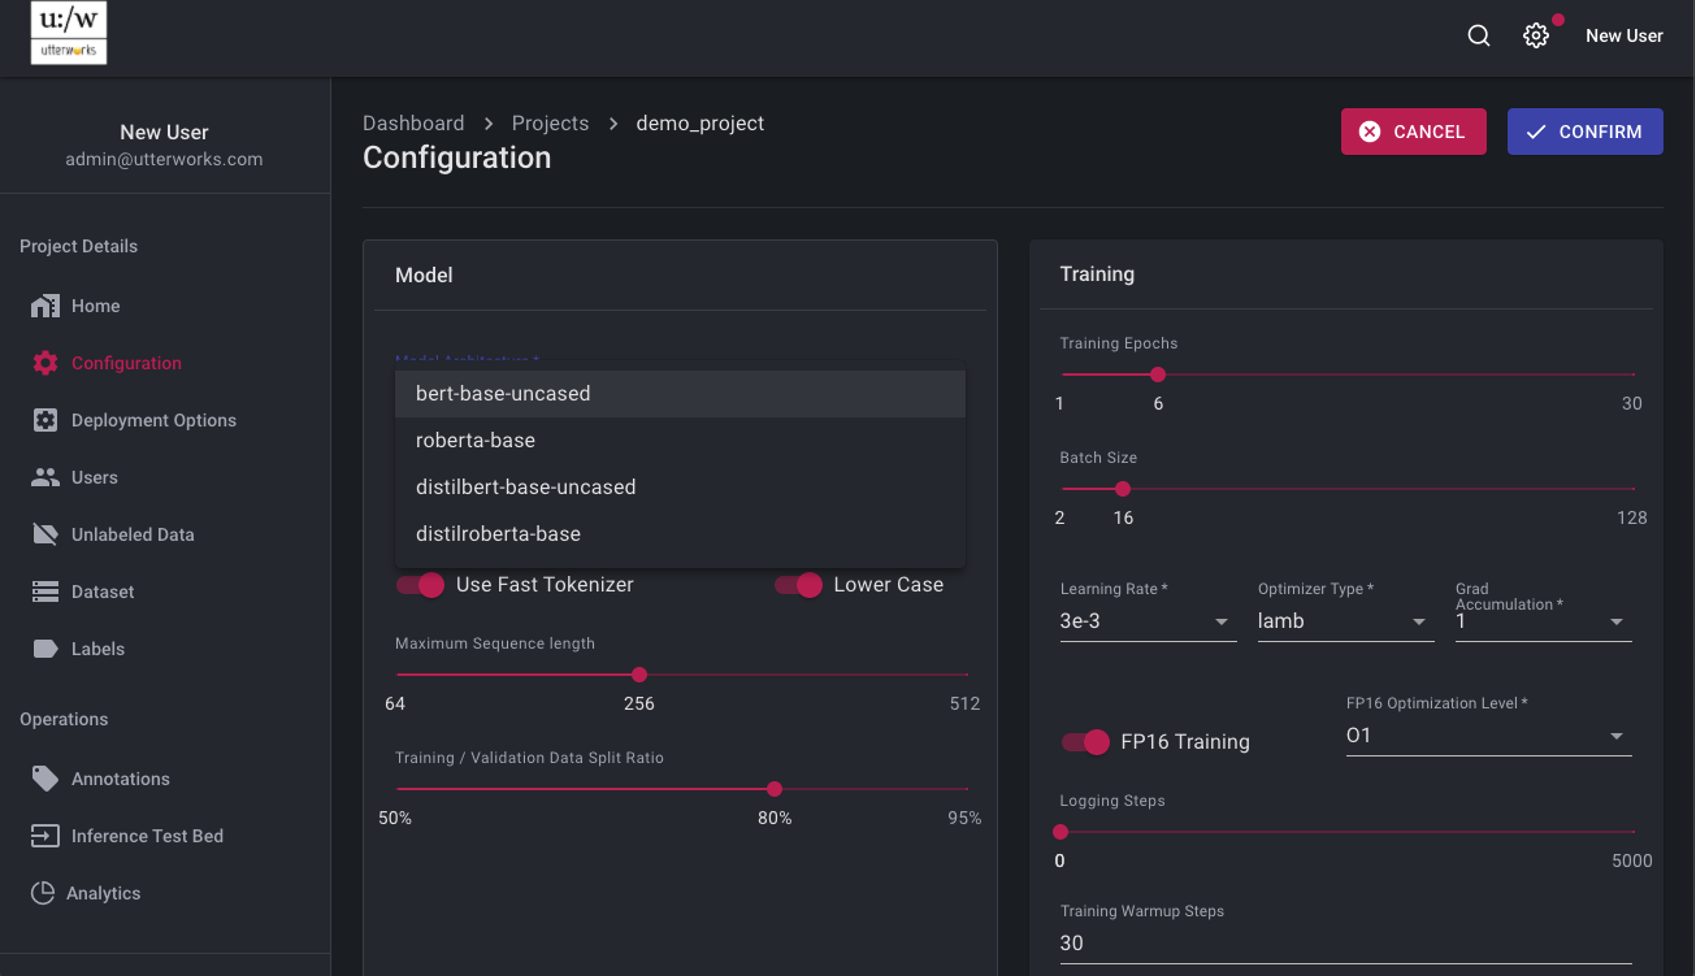 u:/w
utterworks
New User
New User
admin@utterworks.com
Project Details
Home
Configuration
Deployment Options
Users
Unlabeled Data
Dataset
Labels
Operations
Annotations
Inference Test Bed
Analytics
Dashboard > Projects > demo_project
Configuration
CANCEL
CONFIRM
Model
Model Architecture *
bert-base-uncased
roberta-base
distilbert-base-uncased
distilroberta-base
Use Fast Tokenizer
Lower Case
Maximum Sequence length
64 256 512
Training / Validation Data Split Ratio
50% 80% 95%
Training
Training Epochs
1 6 30
Batch Size
2 16 128
Learning Rate *
3e-3
Optimizer Type *
lamb
Grad
Accumulation *
1
FP16 Training
FP16 Optimization Level *
O1
Logging Steps
0 5000
Training Warmup Steps
30